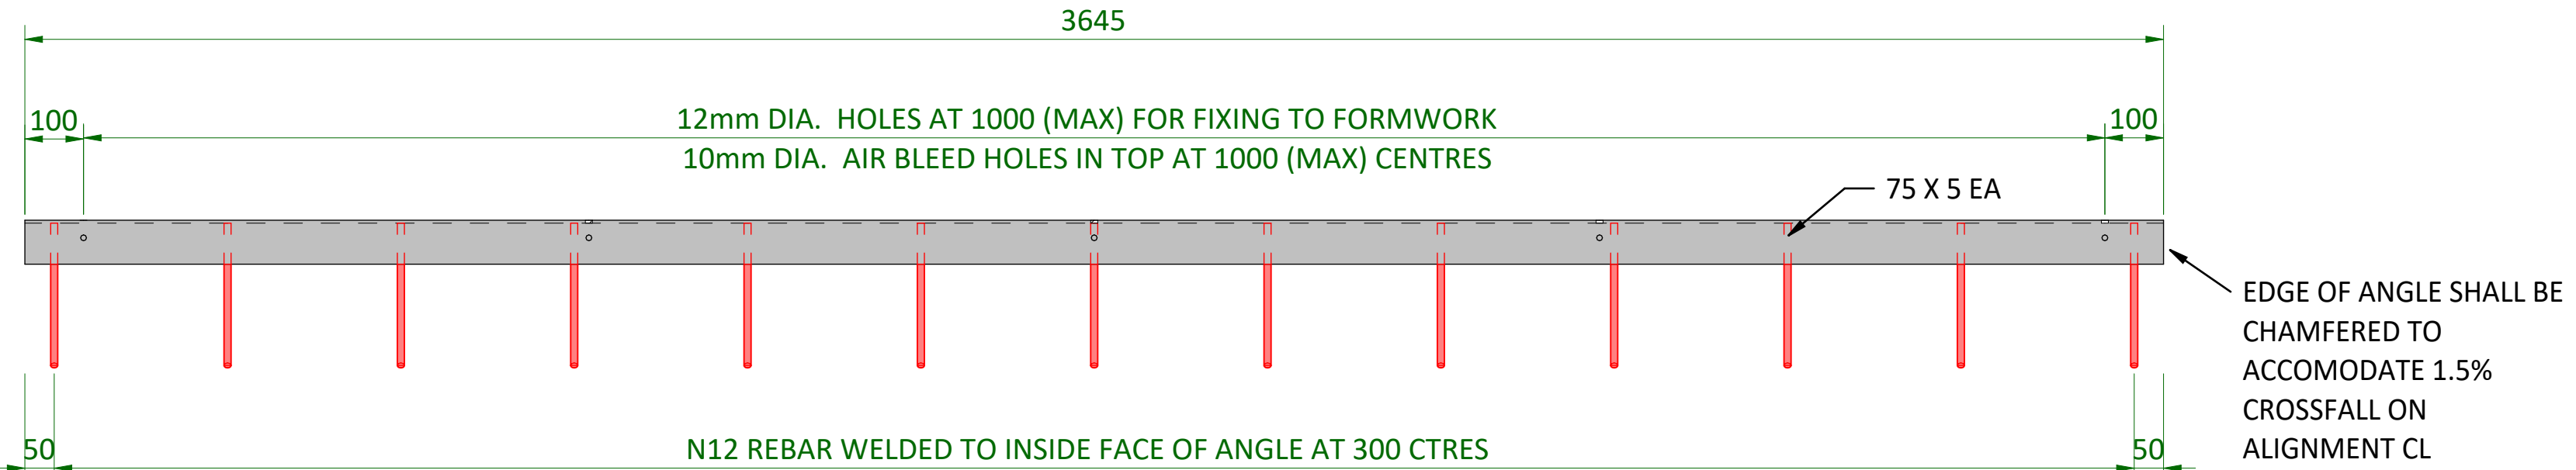 3645
100
12mm DIA.  HOLES AT 1000 (MAX) FOR FIXING TO FORMWORK
100
10mm DIA.  AIR BLEED HOLES IN TOP AT 1000 (MAX) CENTRES
75 X 5 EA
EDGE OF ANGLE SHALL BE
CHAMFERED TO
ACCOMODATE 1.5%
CROSSFALL ON
ALIGNMENT CL
50
N12 REBAR WELDED TO INSIDE FACE OF ANGLE AT 300 CTRES
50